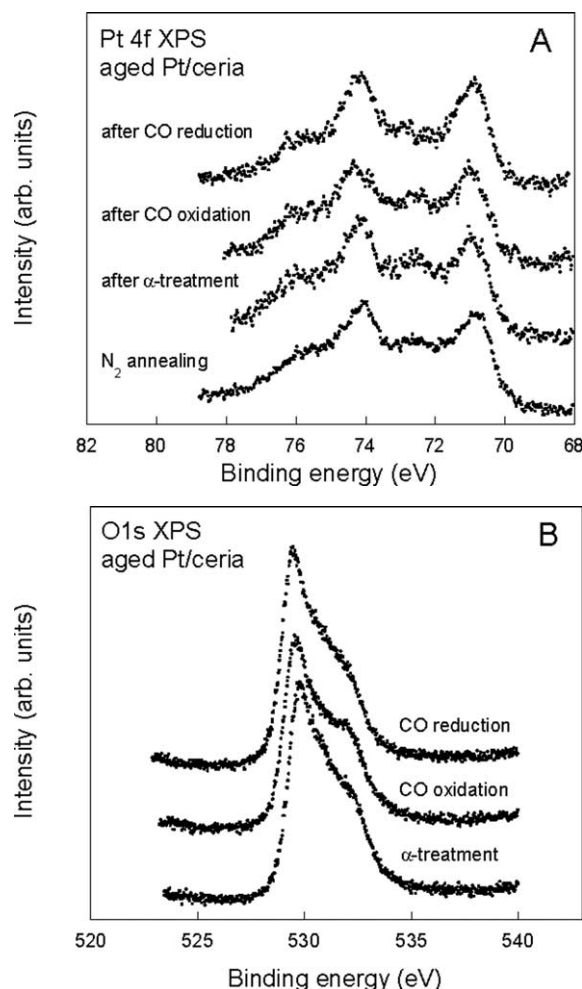 Pt 4f XPS
aged Pt/ceria
A
after CO reduction
after CO oxidation
after α-treatment
N₂ annealing
Intensity (arb. units)
82 80 78 76 74 72 70 68
Binding energy (eV)
O1s XPS
aged Pt/ceria
B
CO reduction
CO oxidation
α-treatment
Intensity (arb. units)
520 525 530 535 540
Binding energy (eV)